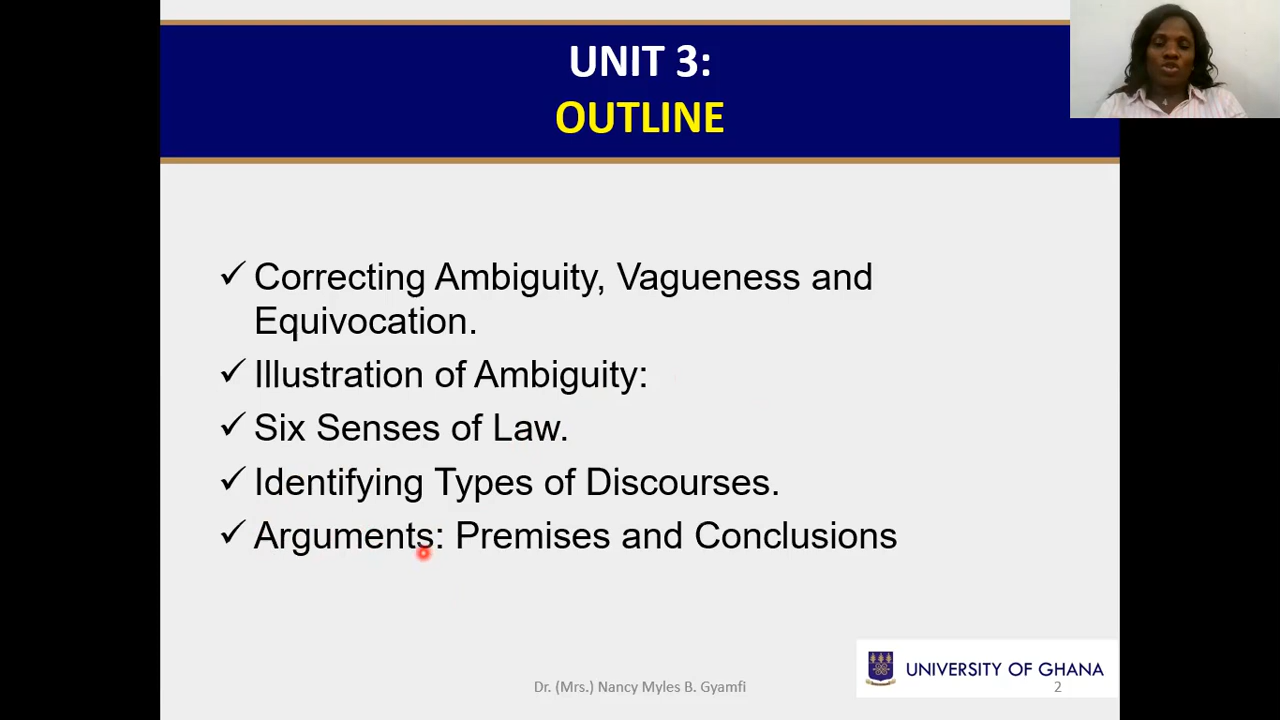 UNIT 3:
OUTLINE
✓ Correcting Ambiguity, Vagueness and
Equivocation.
✓ Illustration of Ambiguity:
✓ Six Senses of Law.
✓ Identifying Types of Discourses.
✓ Arguments: Premises and Conclusions
UNIVERSITY OF GHANA
Dr. (Mrs.) Nancy Myles B. Gyamfi
2